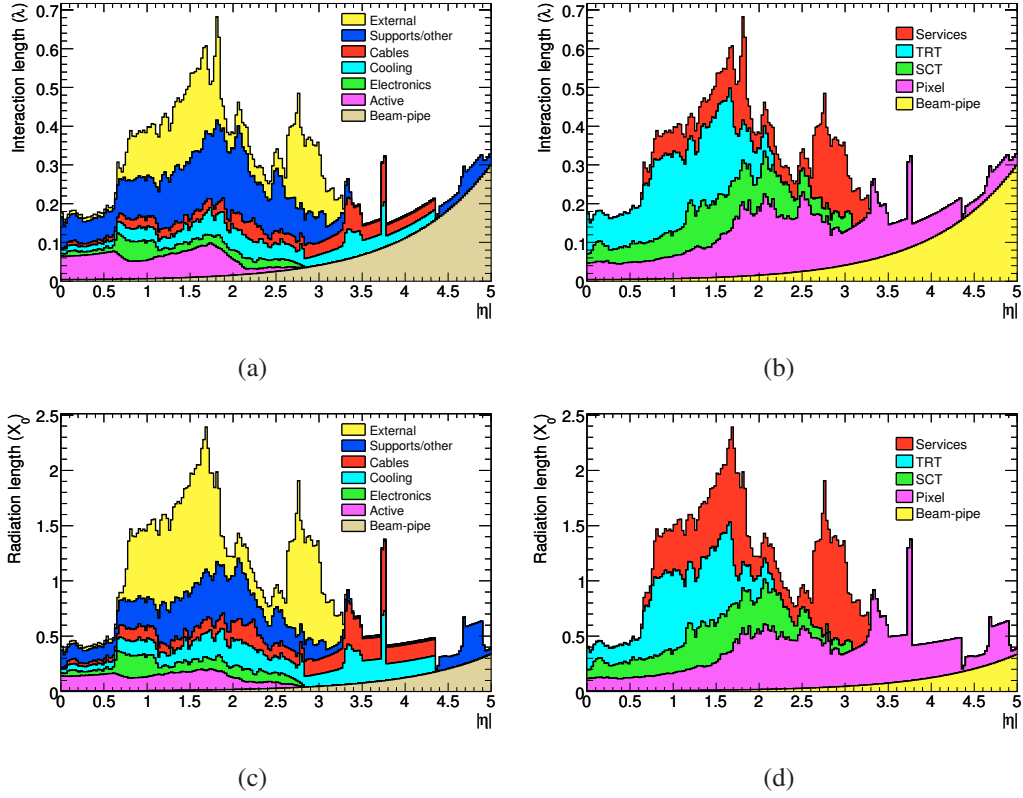 Interaction length (λ)
0.7
0.6
0.5
0.4
0.3
0.2
0.1
0
External
Supports/other
Cables
Cooling
Electronics
Active
Beam-pipe
0 0.5 1 1.5 2 2.5 3 3.5 4 4.5 5
|η|
(a)
Interaction length (λ)
0.7
0.6
0.5
0.4
0.3
0.2
0.1
0
Services
TRT
SCT
Pixel
Beam-pipe
0 0.5 1 1.5 2 2.5 3 3.5 4 4.5 5
|η|
(b)
Radiation length (X₀)
2.5
2
1.5
1
0.5
0
External
Supports/other
Cables
Cooling
Electronics
Active
Beam-pipe
0 0.5 1 1.5 2 2.5 3 3.5 4 4.5 5
|η|
(c)
Radiation length (X₀)
2.5
2
1.5
1
0.5
0
Services
TRT
SCT
Pixel
Beam-pipe
0 0.5 1 1.5 2 2.5 3 3.5 4 4.5 5
|η|
(d)